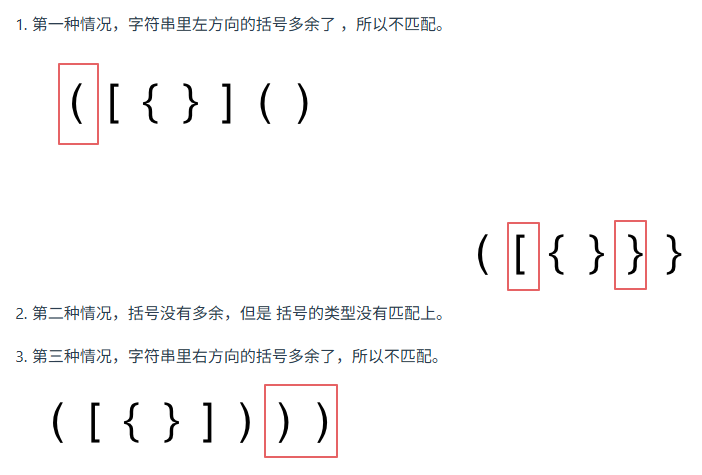 1. 第一种情况，字符串里左方向的括号多余了 ，所以不匹配。
( [ { } ] ( )
( [ { } } }
2. 第二种情况，括号没有多余，但是 括号的类型没有匹配上。
3. 第三种情况，字符串里右方向的括号多余了，所以不匹配。
( [ { } ] ) ) )